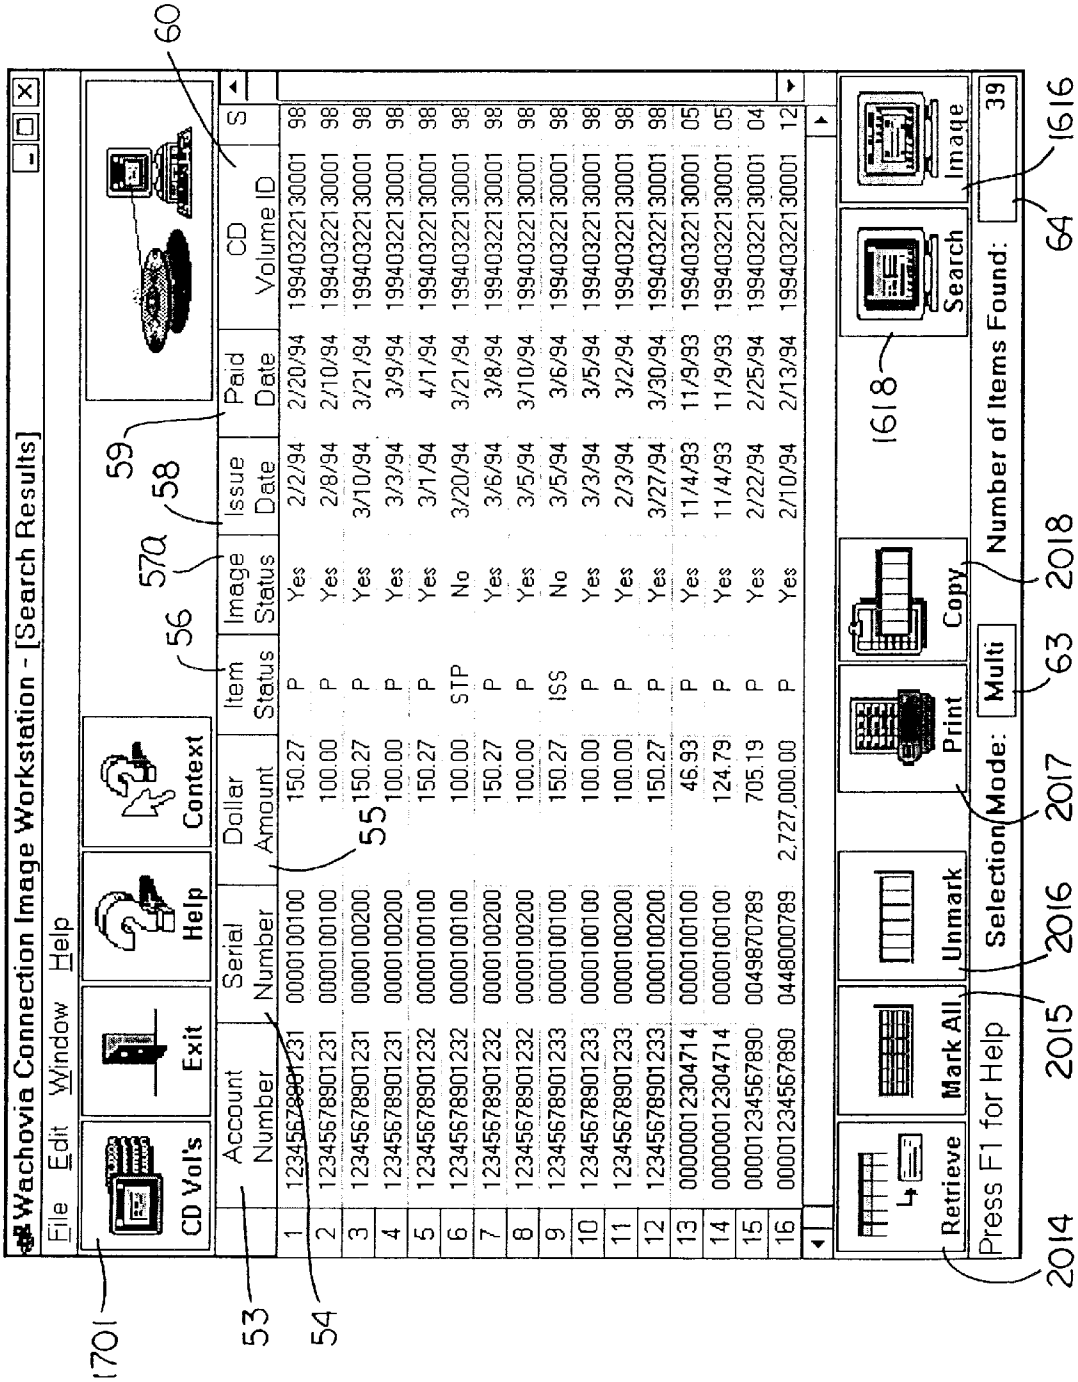 Wachovia Connection Image Workstation - [Search Results]
File Edit Window Help
CD Vol's Exit Help Context
1701
53
54
55
56
57a
58
59
60
Account Number Serial Number Dollar Amount Item Status Image Status Issue Date Paid Date CD Volume ID S
1 12345678901231 0000100100 150.27 P Yes 2/2/94 2/20/94 19940322130001 98
2 12345678901231 0000100100 100.00 P Yes 2/8/94 2/10/94 19940322130001 98
3 12345678901231 0000100200 150.27 P Yes 3/10/94 3/21/94 19940322130001 98
4 12345678901231 0000100200 100.00 P Yes 3/3/94 3/9/94 19940322130001 98
5 12345678901232 0000100100 150.27 P Yes 3/1/94 4/1/94 19940322130001 98
6 12345678901232 0000100100 100.00 STP No 3/20/94 3/21/94 19940322130001 98
7 12345678901232 0000100200 150.27 P Yes 3/6/94 3/8/94 19940322130001 98
8 12345678901232 0000100200 100.00 P Yes 3/5/94 3/10/94 19940322130001 98
9 12345678901233 0000100100 150.27 ISS No 3/5/94 3/6/94 19940322130001 98
10 12345678901233 0000100100 100.00 P Yes 3/3/94 3/5/94 19940322130001 98
11 12345678901233 0000100200 100.00 P Yes 2/3/94 3/2/94 19940322130001 98
12 12345678901233 0000100200 150.27 P Yes 3/27/94 3/30/94 19940322130001 98
13 00000012304714 0000100100 46.93 P Yes 11/4/93 11/9/93 19940322130001 05
14 00000012304714 0000100100 124.79 P Yes 11/4/93 11/9/93 19940322130001 05
15 00001234567890 0049870789 705.19 P Yes 2/22/94 2/25/94 19940322130001 04
16 00001234567890 0448000789 2,727,000.00 P Yes 2/10/94 2/13/94 19940322130001 12
Retrieve Mark All Unmark Print Copy Search Image
1618
Press F1 for Help Selection Mode: Multi Number of Items Found: 39
2014 2015 2016 2017 63 2018 64 1616